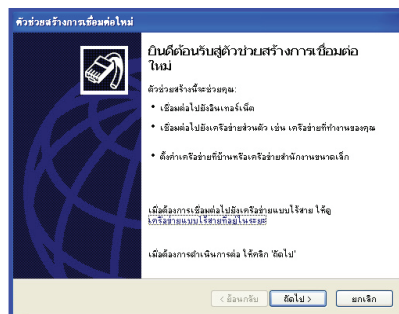 ตัวช่วยสร้างการเชื่อมต่อใหม่
ยินดีต้อนรับสู่ตัวช่วยสร้างการเชื่อมต่อ
ใหม่
ตัวช่วยสร้างนี้จะช่วยคุณ:
• เชื่อมต่อไปยังอินเทอร์เน็ต
• เชื่อมต่อไปยังเครือข่ายส่วนตัว เช่น เครือข่ายที่ทำงานของคุณ
• ตั้งค่าเครือข่ายที่บ้านหรือเครือข่ายสำนักงานขนาดเล็ก
เมื่อต้องการเชื่อมต่อไปยังเครือข่ายแบบไร้สาย ให้ดู
เครือข่ายแบบไร้สายที่อยู่ในระยะ
เมื่อต้องการดำเนินการต่อ ให้คลิก 'ถัดไป'
< ย้อนกลับ
ถัดไป >
ยกเลิก